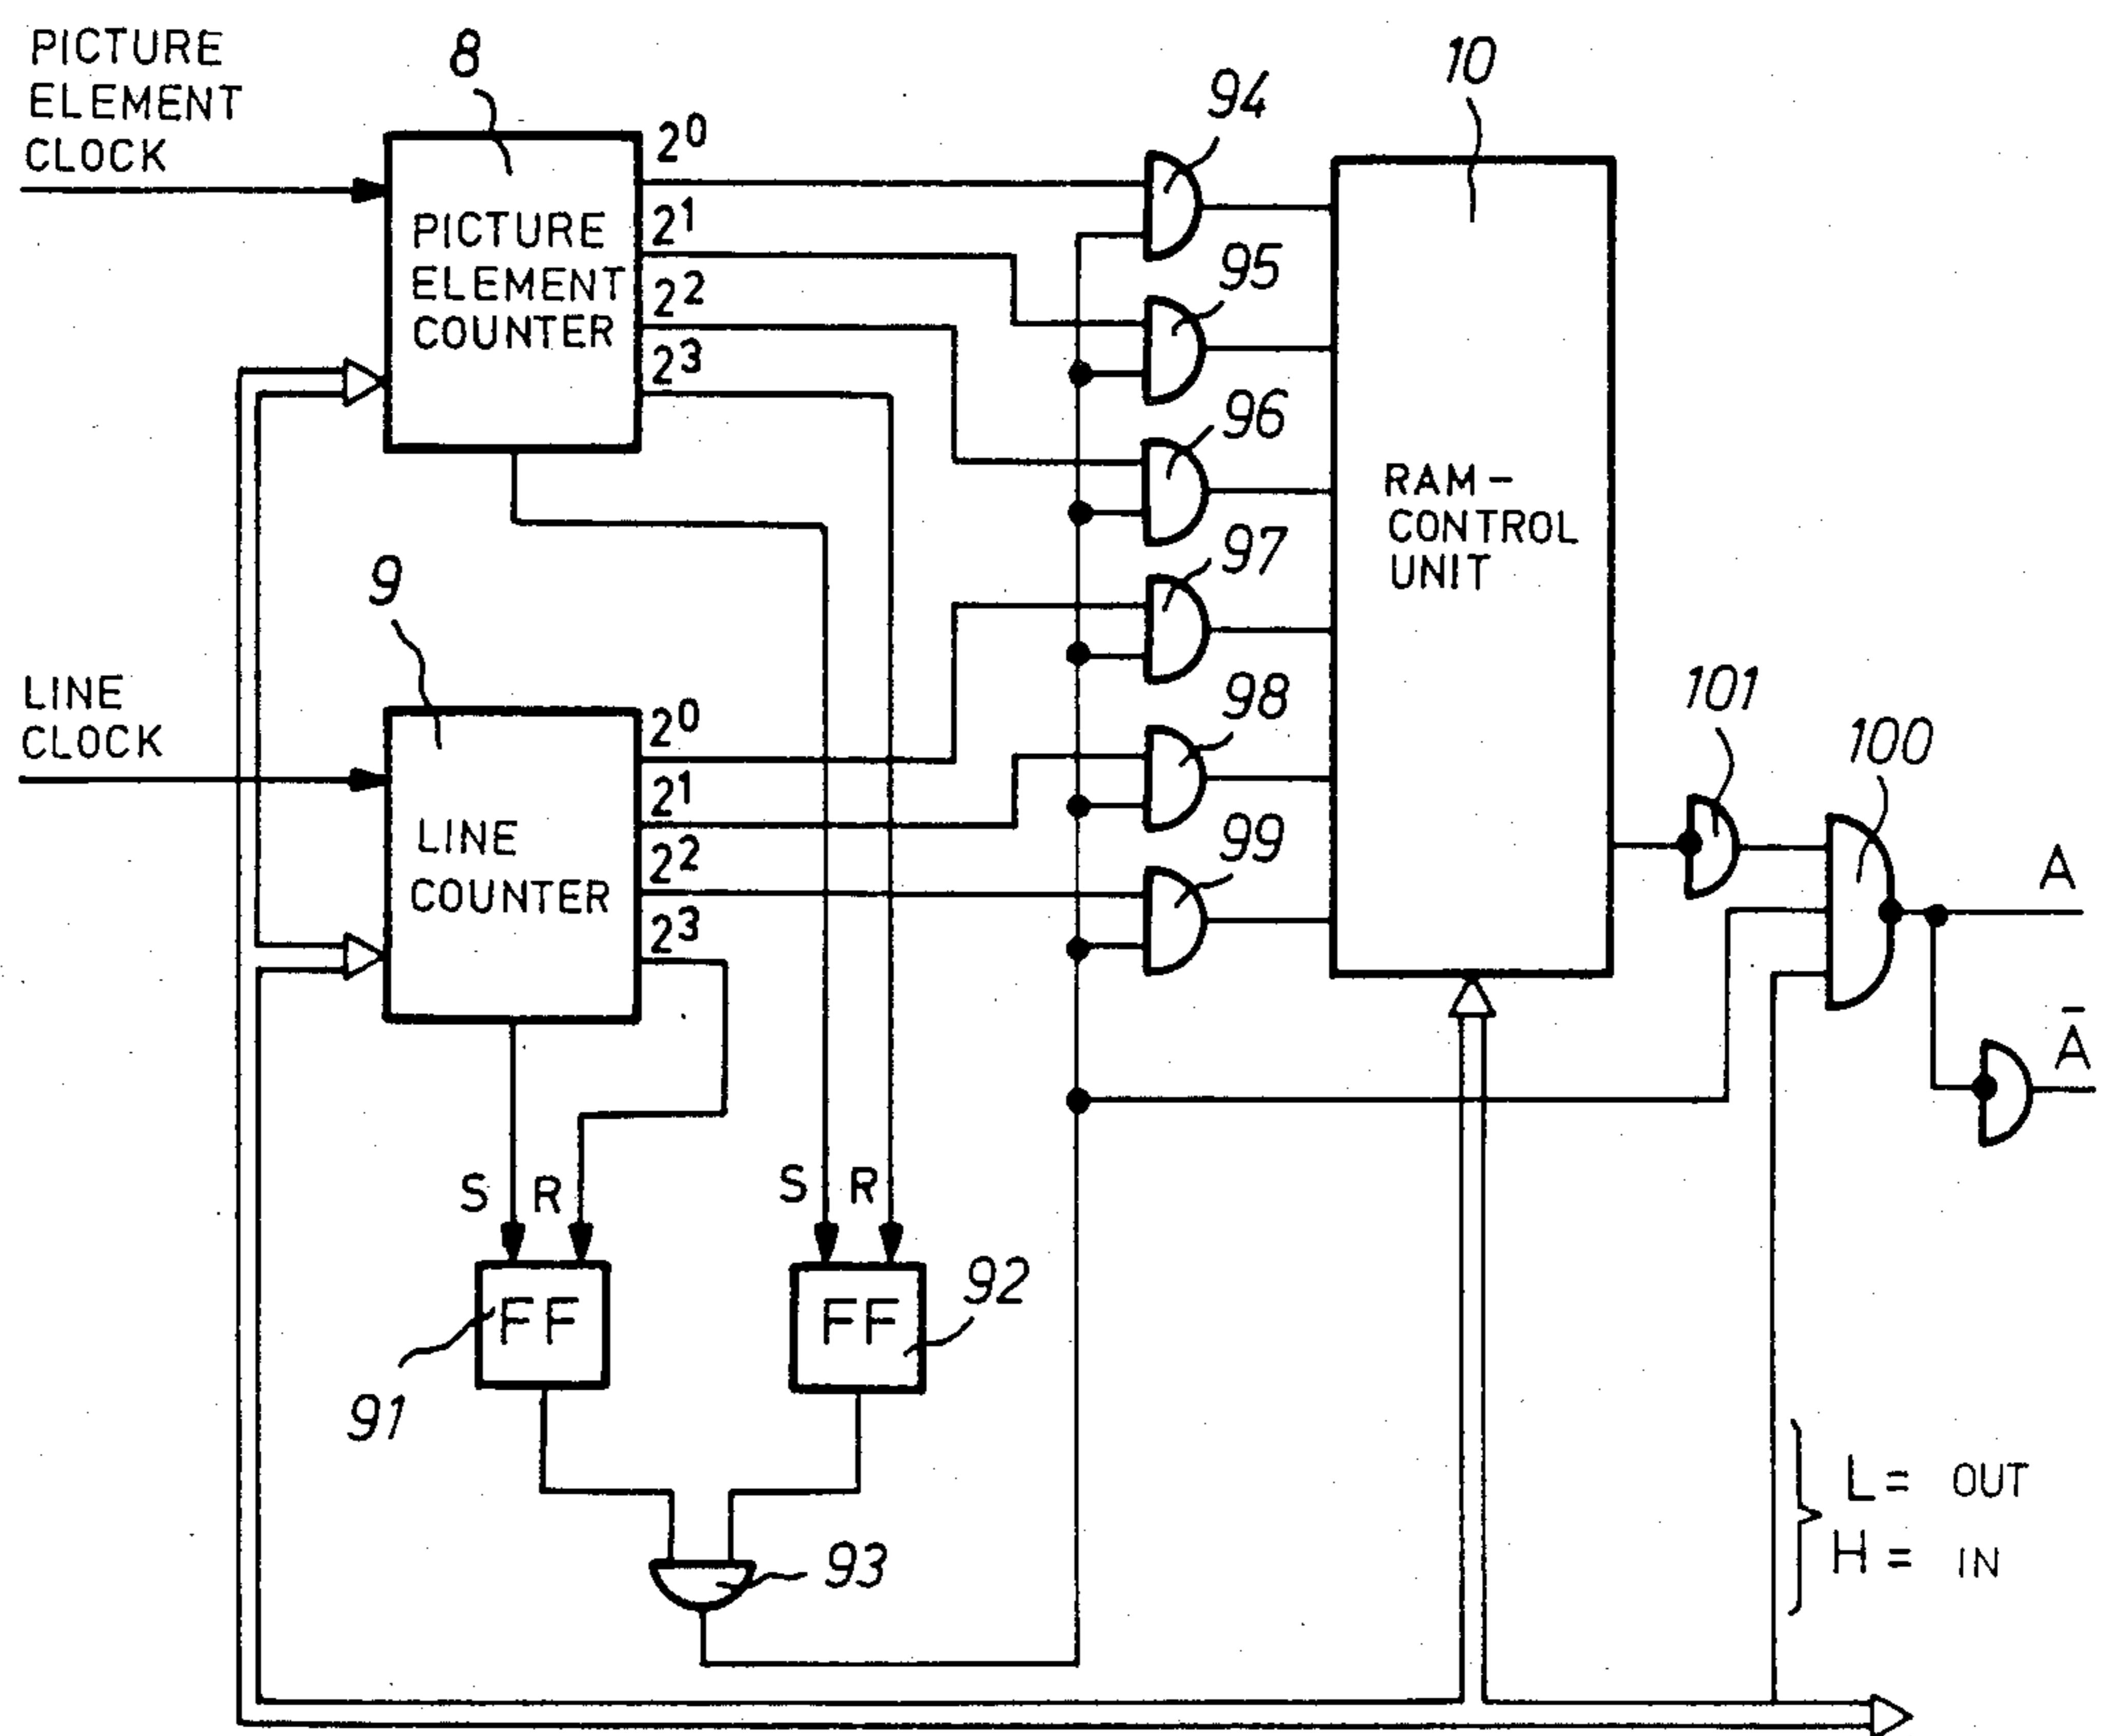 PICTURE
ELEMENT
CLOCK
8
2⁰
2¹
2²
2³
PICTURE
ELEMENT
COUNTER
94
95
96
97
98
99
10
RAM-
CONTROL
UNIT
9
LINE
CLOCK
2⁰
2¹
2²
2³
LINE
COUNTER
101
100
A
Ā
S R
S R
FF
FF
91
92
93
L = OUT
H = IN